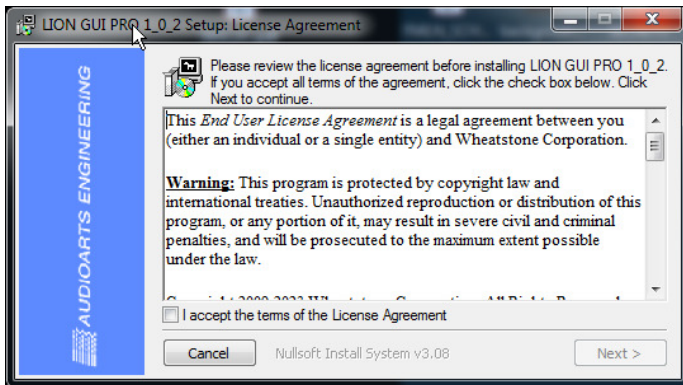 LION GUI PRO 1_0_2 Setup: License Agreement
AUDIOARTS ENGINEERING
Please review the license agreement before installing LION GUI PRO 1_0_2.
If you accept all terms of the agreement, click the check box below. Click
Next to continue.
This End User License Agreement is a legal agreement between you
(either an individual or a single entity) and Wheatstone Corporation.
Warning: This program is protected by copyright law and
international treaties. Unauthorized reproduction or distribution of this
program, or any portion of it, may result in severe civil and criminal
penalties, and will be prosecuted to the maximum extent possible
under the law.
I accept the terms of the License Agreement
Cancel
Nullsoft Install System v3.08
Next >